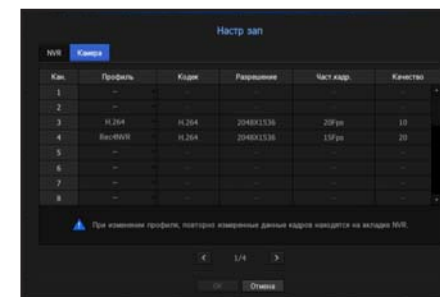 Настр зап
NVR Камера
Кан. Профиль Кодек Разрешение Част.кадр. Качество
1 -- -- -- -- --
2 -- -- -- -- --
3 H.264 H.264 2048X1536 20Fps 10
4 Rec4NVR H.264 2048X1536 15Fps 20
5 -- -- -- -- --
6 -- -- -- -- --
7 -- -- -- -- --
8 -- -- -- -- --
При изменении профиля, повторно измеренные данные кадров находятся на вкладке NVR.
< 1/4 >
OK Отмена